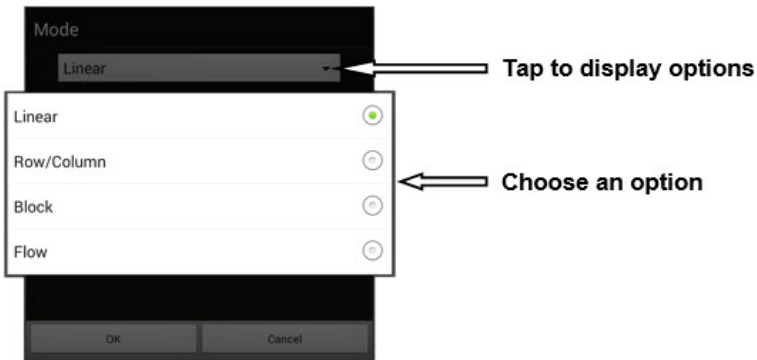 Mode
Linear
Tap to display options
Linear
Row/Column
Choose an option
Block
Flow
OK
Cancel